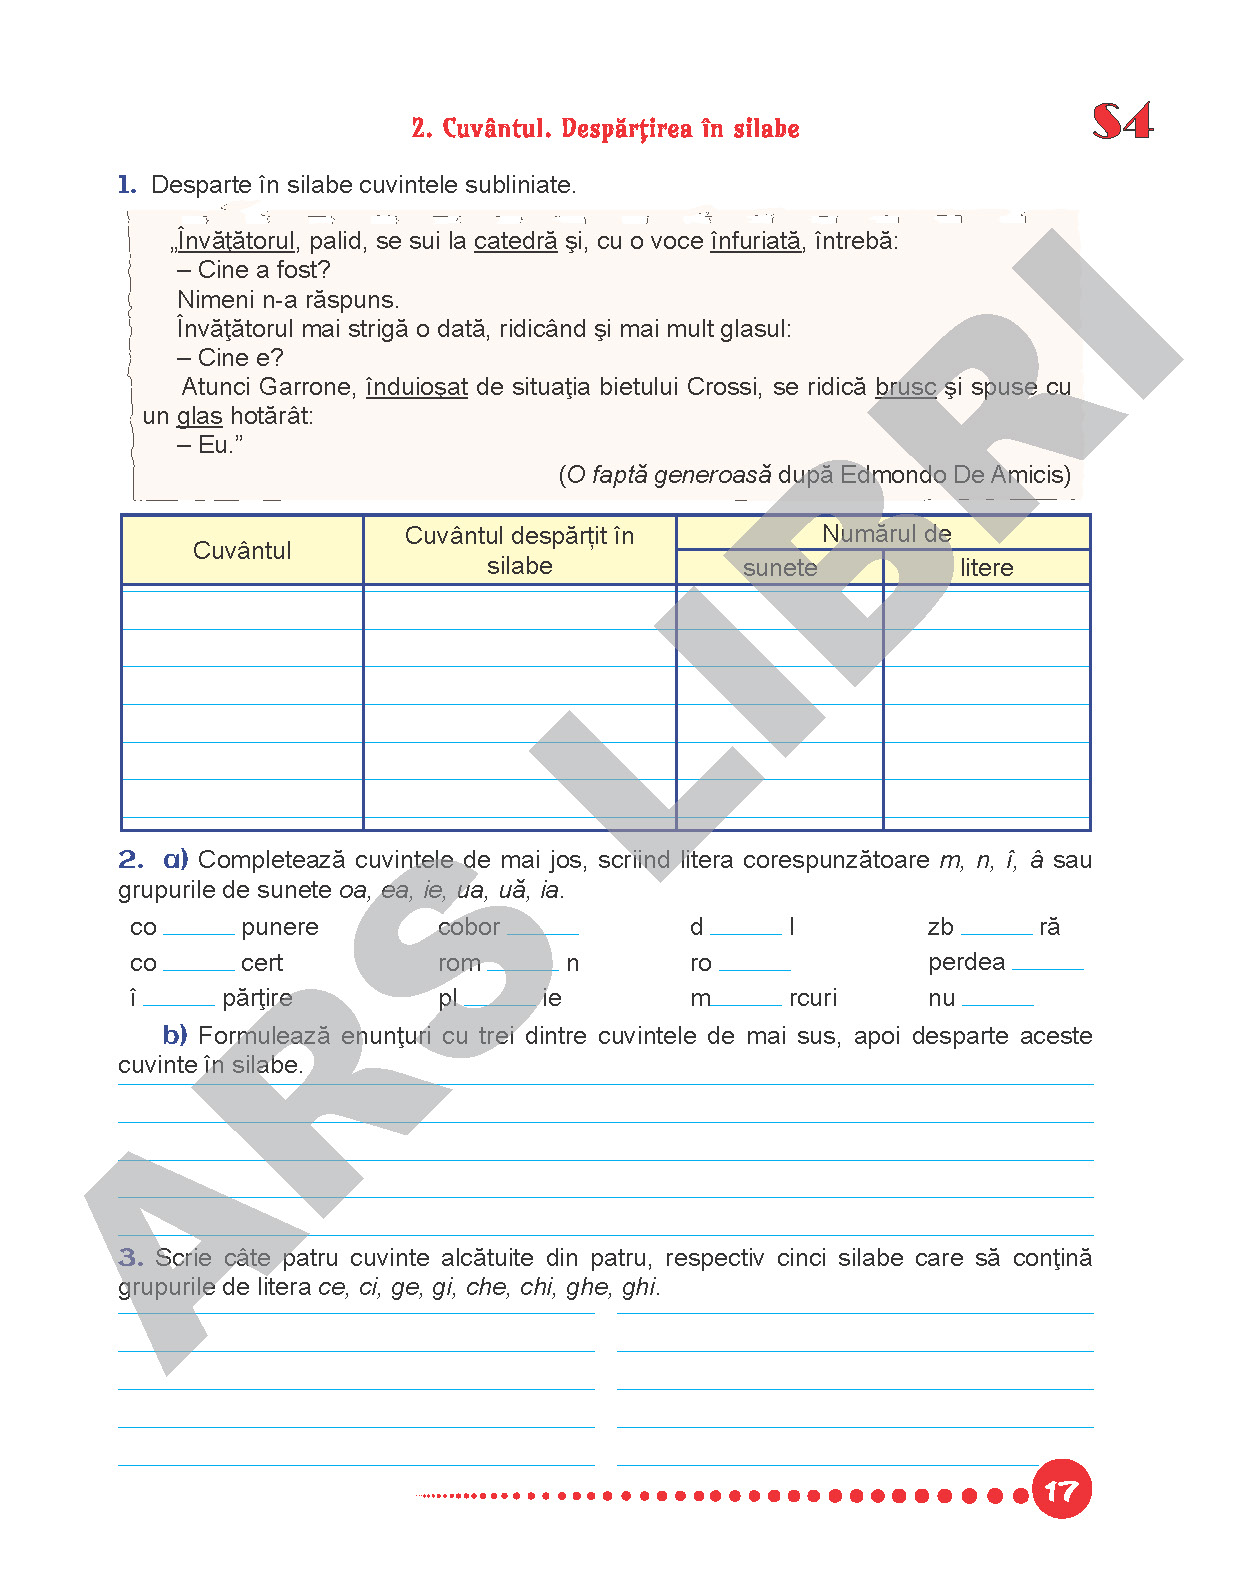 S4
2. Cuvântul. Despărţirea în silabe
1. Desparte în silabe cuvintele subliniate.
„Învăţătorul, palid, se sui la catedră şi, cu o voce înfuriată, întrebă:
– Cine a fost?
Nimeni n-a răspuns.
Învăţătorul mai strigă o dată, ridicând şi mai mult glasul:
– Cine e?
Atunci Garrone, înduioşat de situaţia bietului Crossi, se ridică brusc şi spuse cu
un glas hotărât:
– Eu.”
(O faptă generoasă după Edmondo De Amicis)
Cuvântul
Cuvântul despărțit în
silabe
Numărul de
sunete litere
2. a) Completează cuvintele de mai jos, scriind litera corespunzătoare m, n, î, â sau
grupurile de sunete oa, ea, ie, ua, uă, ia.
co ______ punere cobor ______ d ______ l zb ______ ră
co ______ cert rom ______ n ro ______ perdea ______
î ______ părţire pl ______ ie m______ rcuri nu ______
b) Formulează enunţuri cu trei dintre cuvintele de mai sus, apoi desparte aceste
cuvinte în silabe.
3. Scrie câte patru cuvinte alcătuite din patru, respectiv cinci silabe care să conţină
grupurile de litera ce, ci, ge, gi, che, chi, ghe, ghi.
17
ARS LIBRI